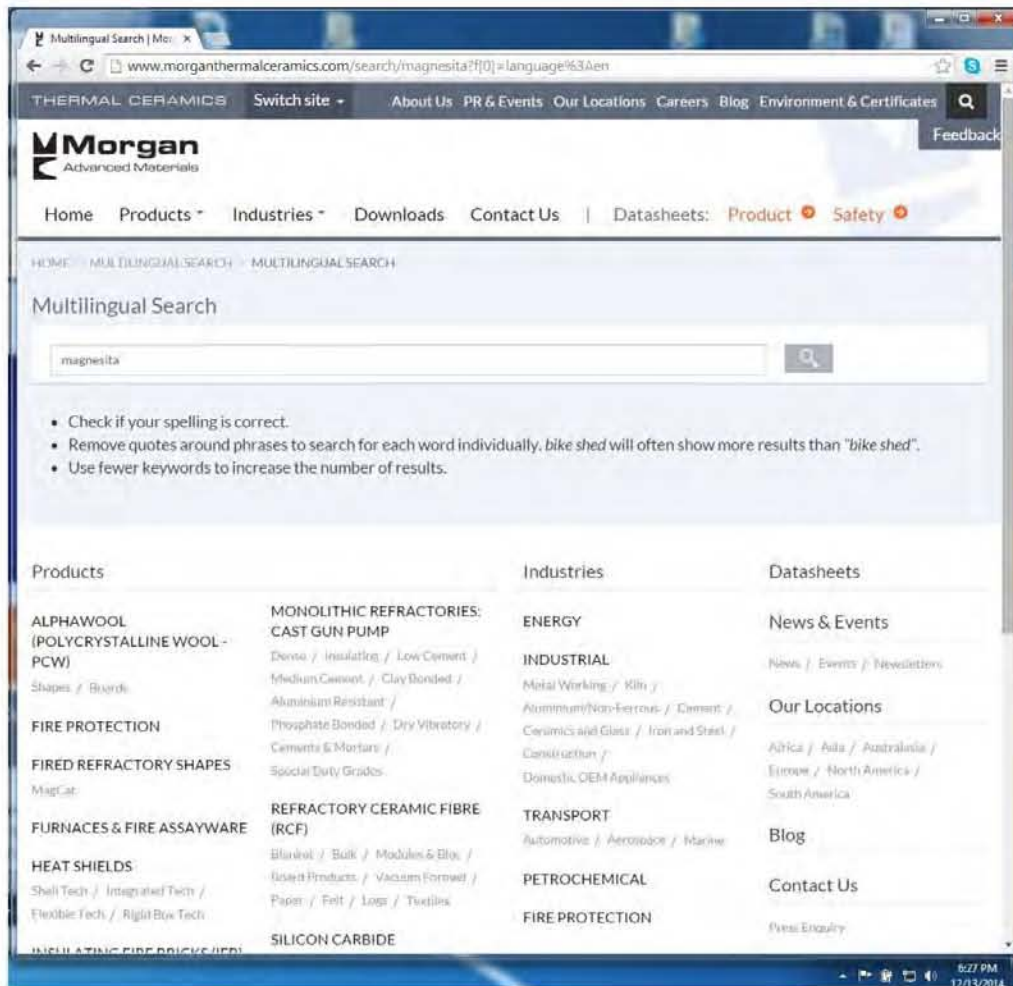 Multilingual Search | Mor
www.morganthermalceramics.com/search/magnesita?f[0]=language%3Aen
THERMAL CERAMICS Switch site About Us PR & Events Our Locations Careers Blog Environment & Certificates
Feedback
Morgan
Advanced Materials
Home Products Industries Downloads Contact Us | Datasheets: Product Safety
HOME MULTILINGUAL SEARCH MULTILINGUAL SEARCH
Multilingual Search
magnesita
• Check if your spelling is correct.
• Remove quotes around phrases to search for each word individually. bike shed will often show more results than "bike shed".
• Use fewer keywords to increase the number of results.
Products
ALPHAWOOL
(POLYCRYSTALLINE WOOL -
PCW)
Shapes / Boards
FIRE PROTECTION
FIRED REFRACTORY SHAPES
MagCat
FURNACES & FIRE ASSAYWARE
HEAT SHIELDS
Shell Tech / Integrated Tech /
Flexible Tech / Rigid Box Tech
INSULATING FIRE BRICKS (IFB)
MONOLITHIC REFRACTORIES:
CAST GUN PUMP
Dense / Insulating / Low Cement /
Medium Cement / Clay Bonded /
Aluminium Resistant /
Phosphate Bonded / Dry Vibratory /
Cements & Mortars /
Special Duty Grades
REFRACTORY CERAMIC FIBRE
(RCF)
Blanket / Bulk / Modules & Bloc /
Board Products / Vacuum Formed /
Paper / Felt / Logs / Textiles
SILICON CARBIDE
Industries
ENERGY
INDUSTRIAL
Metal Working / Kiln /
Aluminium/Non-Ferrous / Cement /
Ceramics and Glass / Iron and Steel /
Construction /
Domestic OEM Appliances
TRANSPORT
Automotive / Aerospace / Marine
PETROCHEMICAL
FIRE PROTECTION
Datasheets
News & Events
News / Events / Newsletters
Our Locations
Africa / Asia / Australasia /
Europe / North America /
South America
Blog
Contact Us
Press Enquiry
6:27 PM
12/13/2014